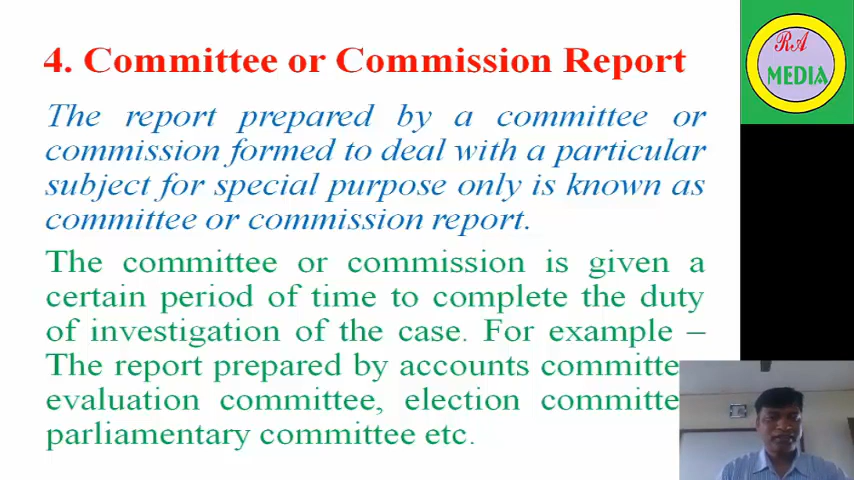 4. Committee or Commission Report
The report prepared by a committee or
commission formed to deal with a particular
subject for special purpose only is known as
committee or commission report.
The committee or commission is given a
certain period of time to complete the duty
of investigation of the case. For example –
The report prepared by accounts committe
evaluation committee, election committe
parliamentary committee etc.
RA
MEDIA